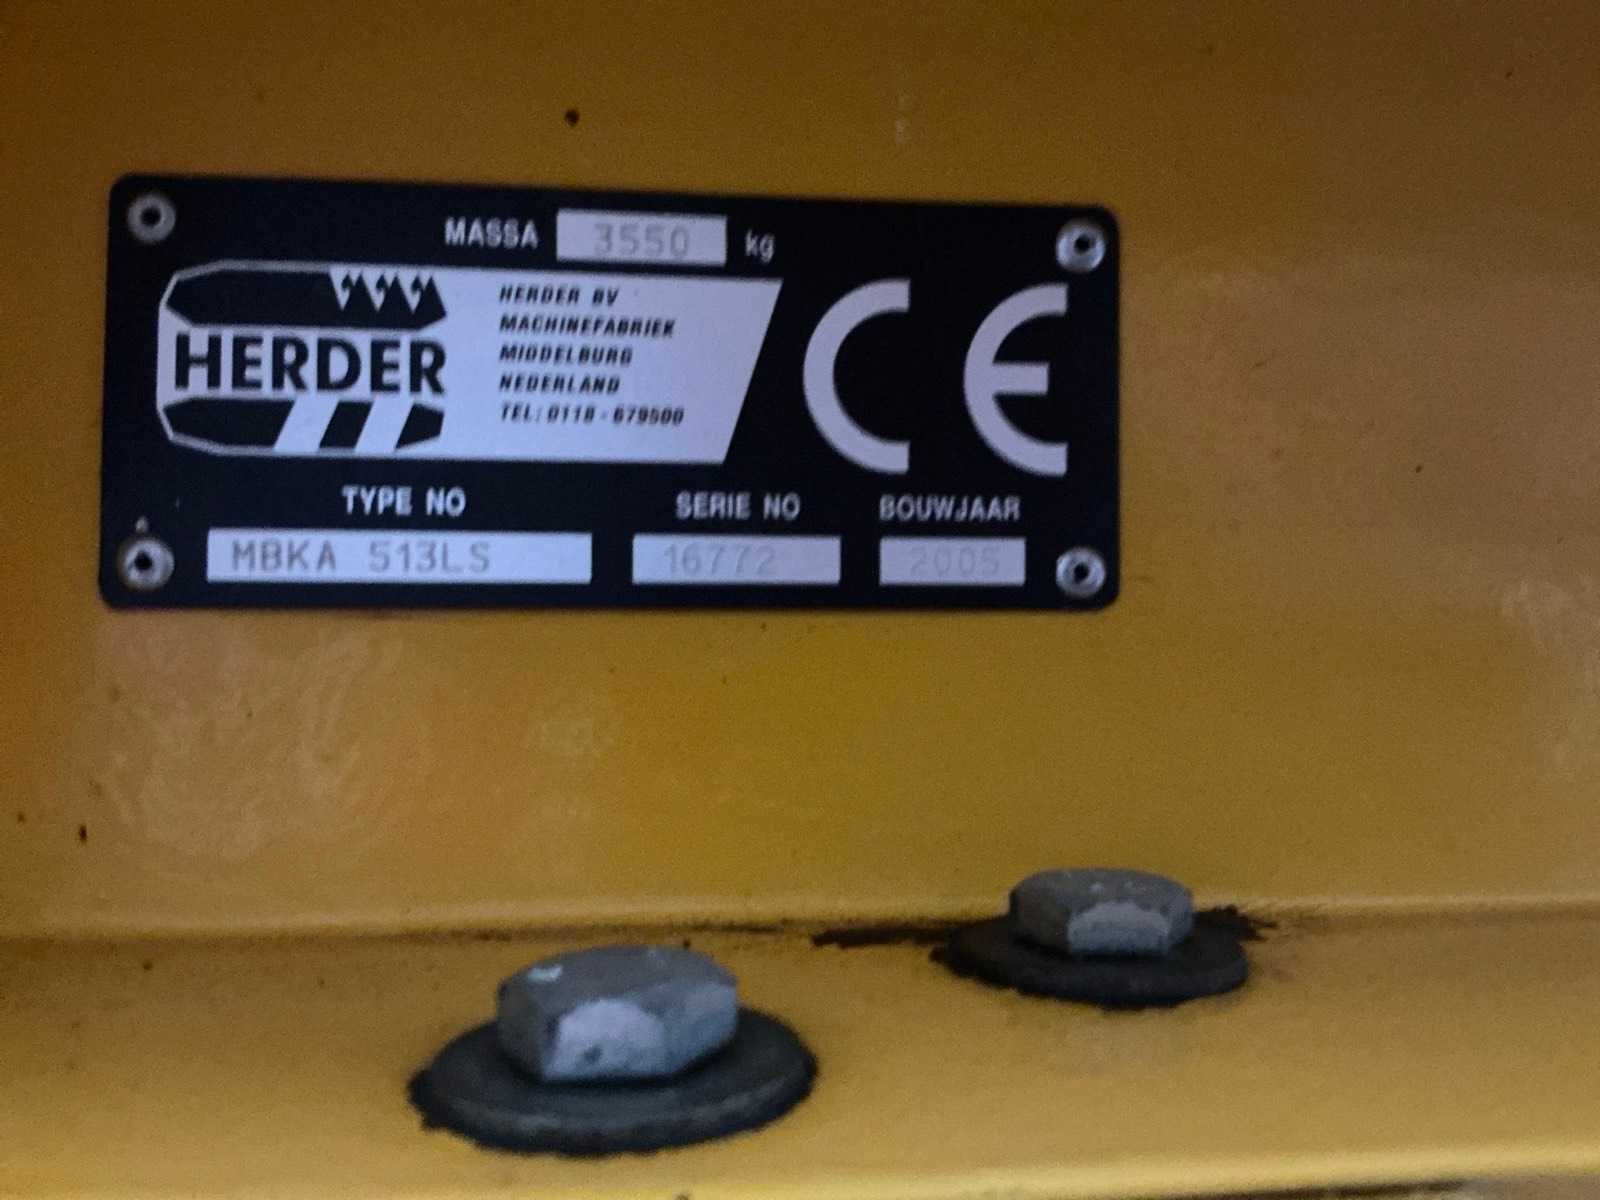 MASSA 3550 kg
HERDER
HERDER BV
MACHINEFABRIEK
MIDDELBURG
NEDERLAND
TEL: 0118 - 679500
CE
TYPE NO SERIE NO BOUWJAAR
MBKA 513LS 16772 2005